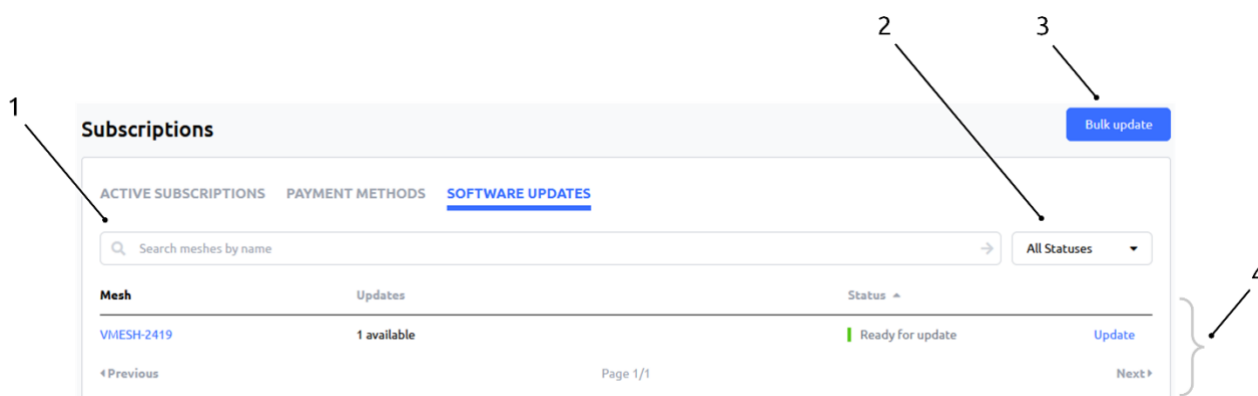 2 3
1
Subscriptions Bulk update
ACTIVE SUBSCRIPTIONS PAYMENT METHODS SOFTWARE UPDATES
Search meshes by name All Statuses
4
Mesh Updates Status
VMESH-2419 1 available Ready for update Update
Previous Page 1/1 Next